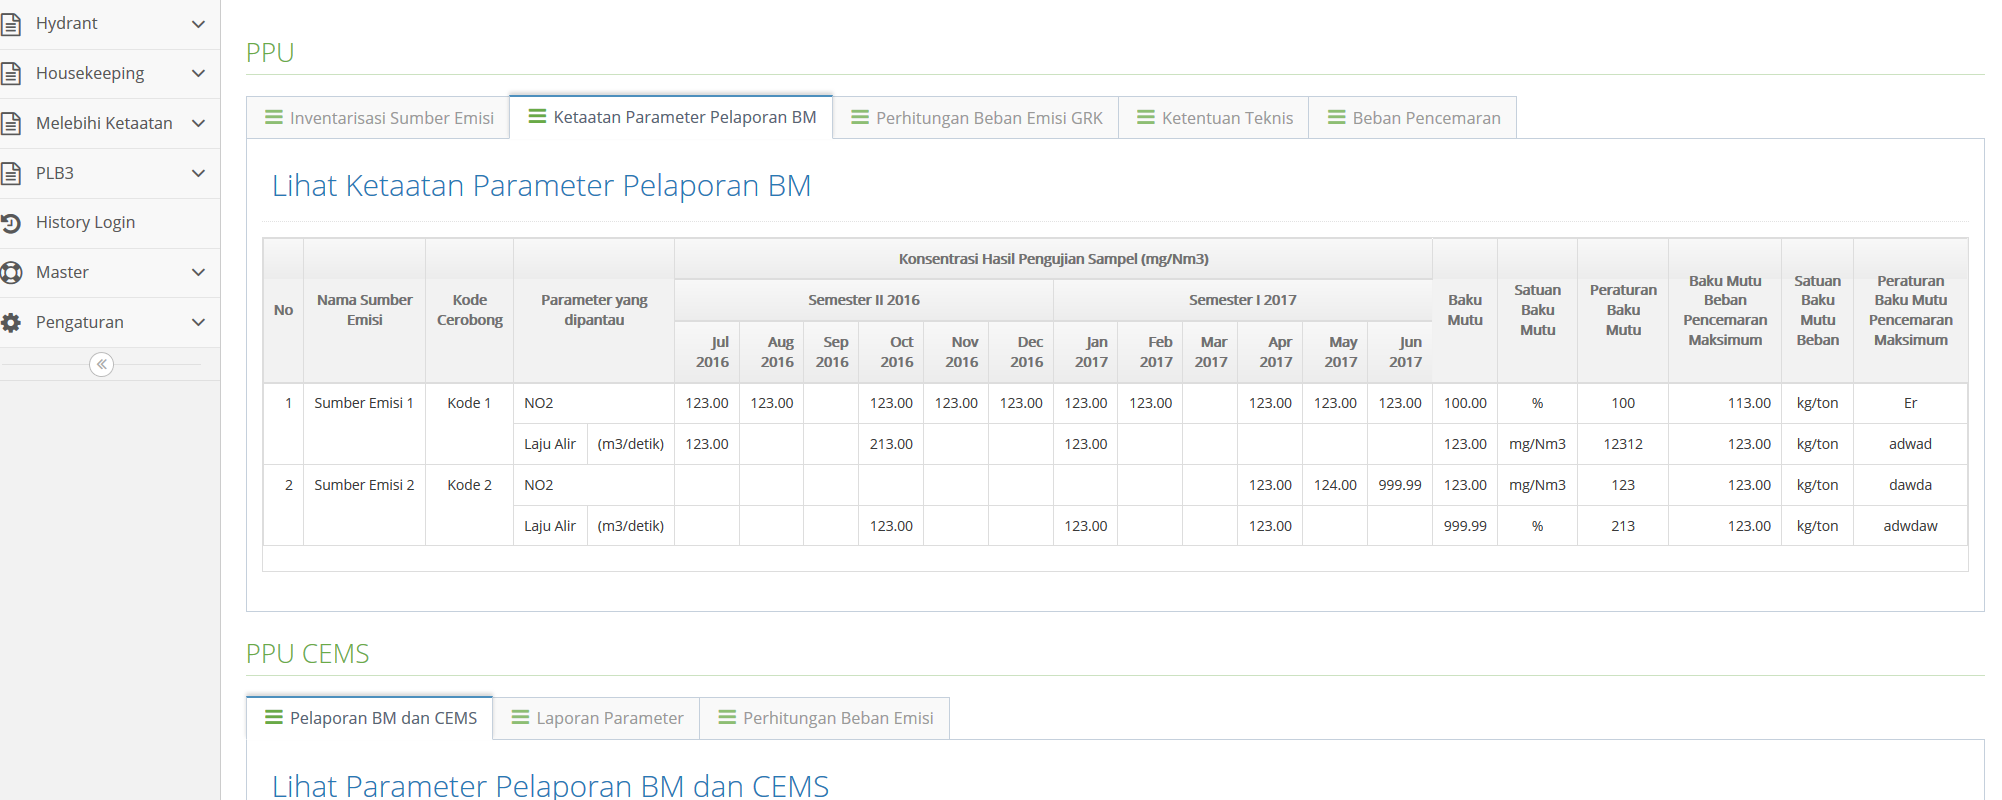 Hydrant
Housekeeping
Melebihi Ketaatan
PLB3
History Login
Master
Pengaturan
PPU
Inventarisasi Sumber Emisi
Ketaatan Parameter Pelaporan BM
Perhitungan Beban Emisi GRK
Ketentuan Teknis
Beban Pencemaran
Lihat Ketaatan Parameter Pelaporan BM
No
Nama Sumber
Emisi
Kode
Cerobong
Parameter yang
dipantau
Konsentrasi Hasil Pengujian Sampel (mg/Nm3)
Semester II 2016
Semester I 2017
Jul
2016
Aug
2016
Sep
2016
Oct
2016
Nov
2016
Dec
2016
Jan
2017
Feb
2017
Mar
2017
Apr
2017
May
2017
Jun
2017
Baku
Mutu
Satuan
Baku
Mutu
Peraturan
Baku
Mutu
Baku Mutu
Beban
Pencemaran
Maksimum
Satuan
Baku
Mutu
Beban
Peraturan
Baku Mutu
Pencemaran
Maksimum
1 Sumber Emisi 1 Kode 1 NO2 123.00 123.00 123.00 123.00 123.00 123.00 123.00 123.00 123.00 123.00 100.00 % 100 113.00 kg/ton Er
Laju Alir (m3/detik) 123.00 213.00 123.00 123.00 mg/Nm3 12312 123.00 kg/ton adwad
2 Sumber Emisi 2 Kode 2 NO2 123.00 124.00 999.99 123.00 mg/Nm3 123 123.00 kg/ton dawda
Laju Alir (m3/detik) 123.00 123.00 123.00 999.99 % 213 123.00 kg/ton adwdaw
PPU CEMS
Pelaporan BM dan CEMS
Laporan Parameter
Perhitungan Beban Emisi
Lihat Parameter Pelaporan BM dan CEMS